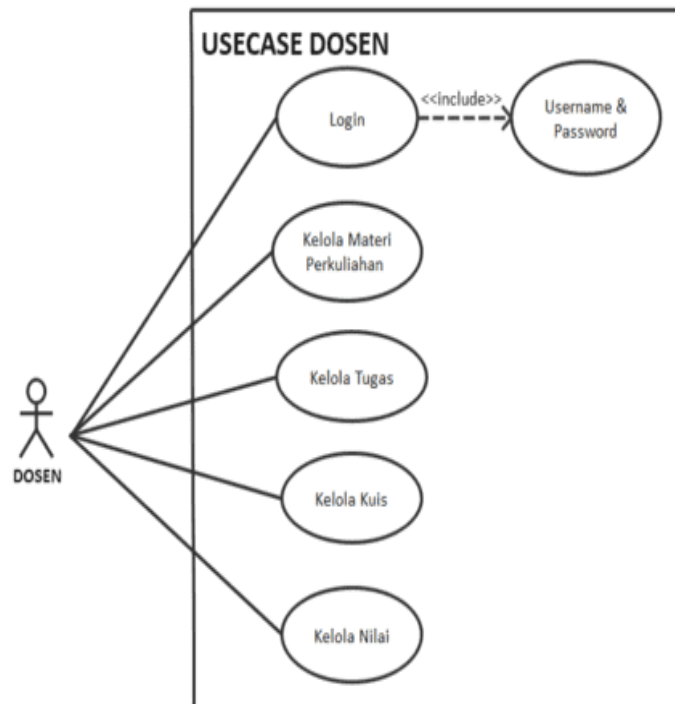 USECASE DOSEN
Login
<<include>>
Username &
Password
Kelola Materi
Perkuliahan
Kelola Tugas
DOSEN
Kelola Kuis
Kelola Nilai